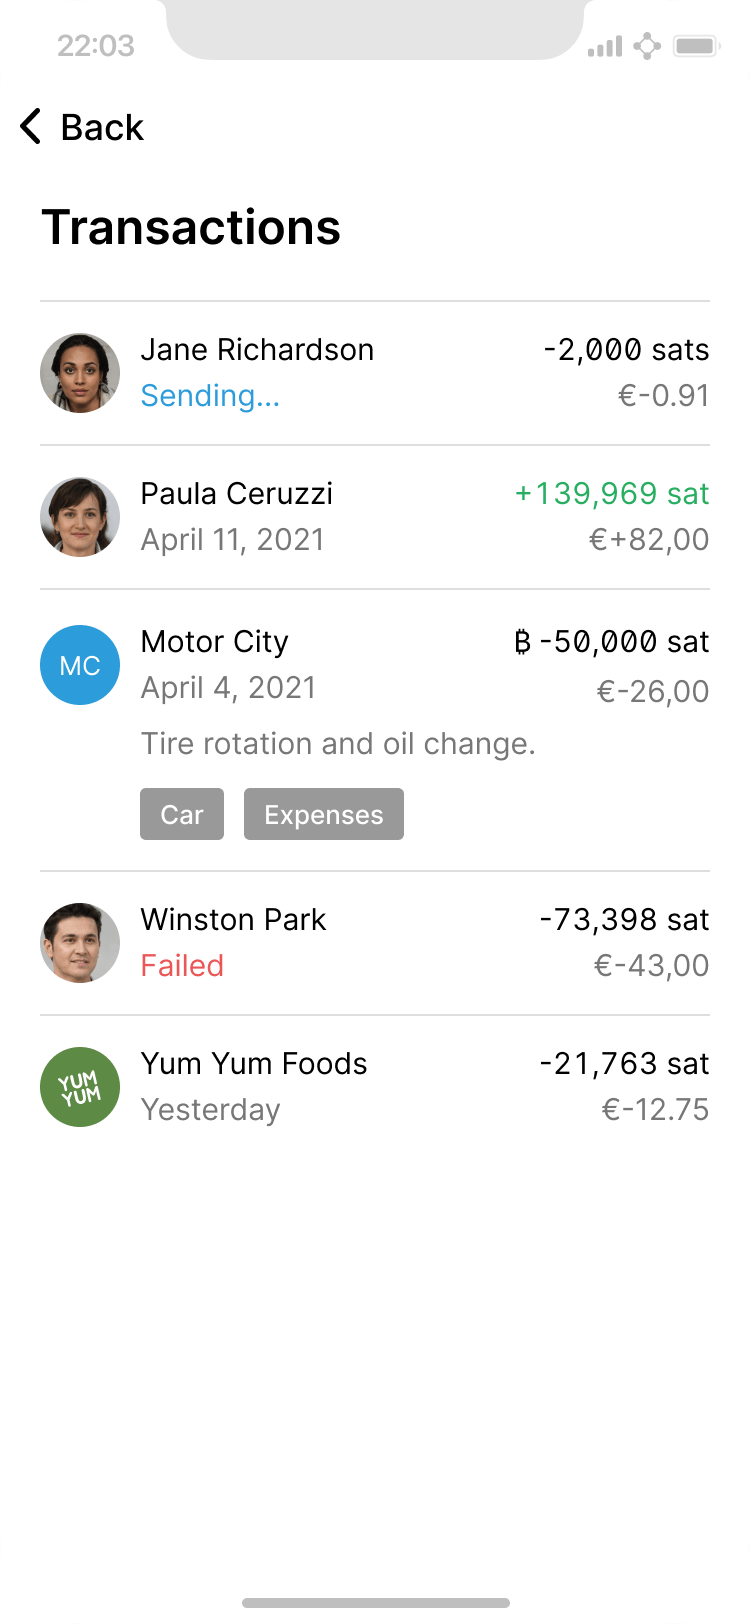 22:03
Back
Transactions
Jane Richardson
-2,000 sats
Sending...
€-0.91
Paula Ceruzzi
+139,969 sat
April 11, 2021
€+82,00
MC
Motor City
₿ -50,000 sat
April 4, 2021
€-26,00
Tire rotation and oil change.
Car
Expenses
Winston Park
-73,398 sat
Failed
€-43,00
YUM
YUM
Yum Yum Foods
-21,763 sat
Yesterday
€-12.75